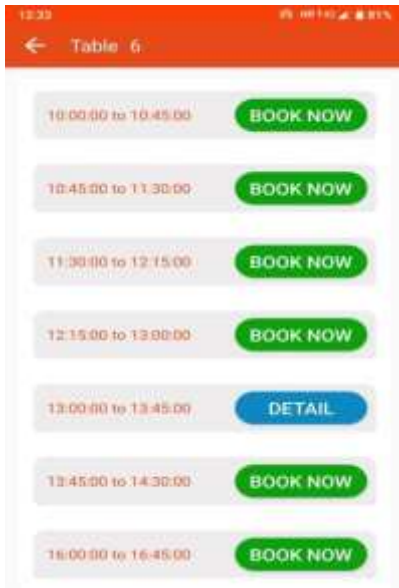 12:33
81%
Table 6
10:00:00 to 10:45:00 BOOK NOW
10:45:00 to 11:30:00 BOOK NOW
11:30:00 to 12:15:00 BOOK NOW
12:15:00 to 13:00:00 BOOK NOW
13:00:00 to 13:45:00 DETAIL
13:45:00 to 14:30:00 BOOK NOW
16:00:00 to 16:45:00 BOOK NOW